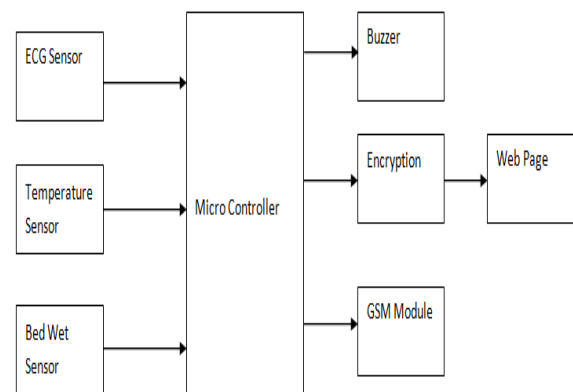 ECG Sensor
Temperature
Sensor
Bed Wet
Sensor
Micro Controller
Buzzer
Encryption
GSM Module
Web Page